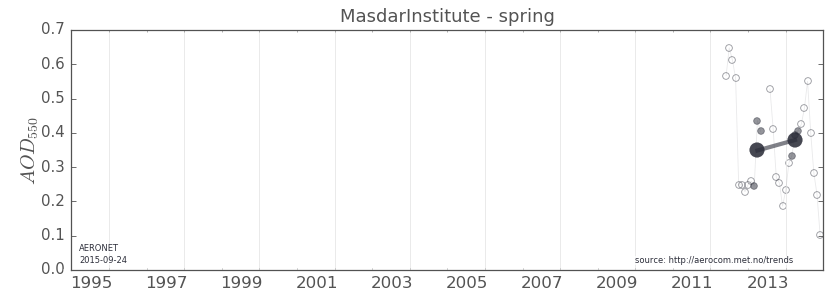 MasdarInstitute - spring
0.7
0.6
0.5
0.4
0.3
0.2
0.1
0.0
AOD550
AERONET
2015-09-24
source: http://aerocom.met.no/trends
1995 1997 1999 2001 2003 2005 2007 2009 2011 2013